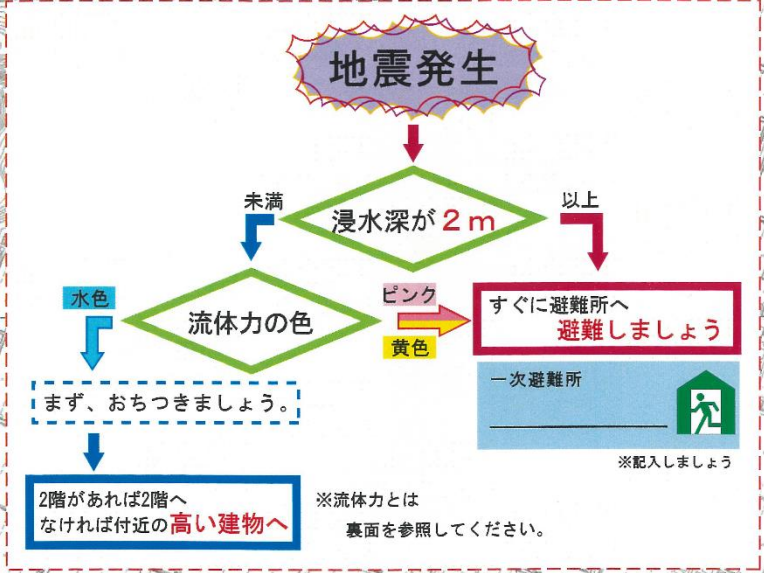 地震発生
未満
浸水深が2m
以上
水色
流体力の色
ピンク
黄色
すぐに避難所へ
避難しましょう
まず、おちつきましょう。
一次避難所
※記入しましょう
2階があれば2階へ
なければ付近の高い建物へ
※流体力とは
裏面を参照してください。